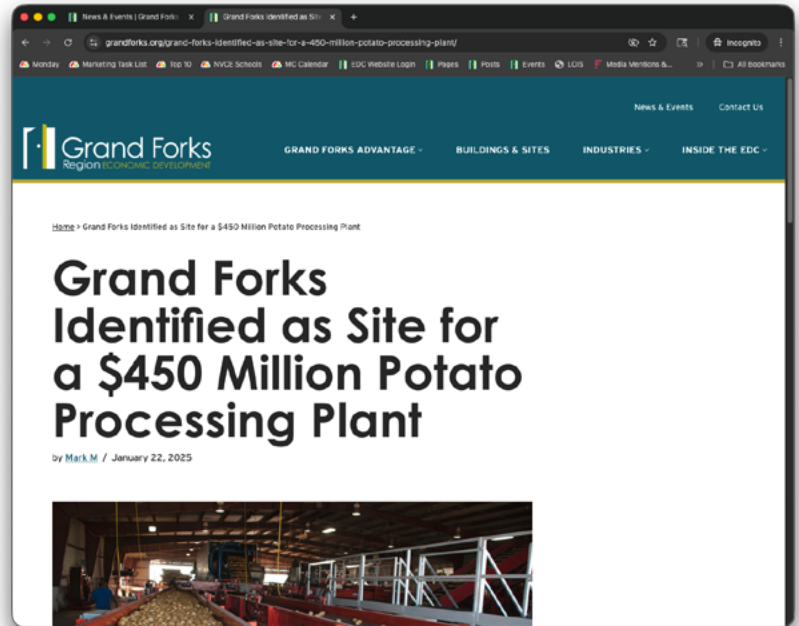 News & Events | Grand Forks
Grand Forks Identified as Site
grandforks.org/grand-forks-identified-as-site-for-a-450-million-potato-processing-plant/
Incognito
Monday
Marketing Task List
Top 10
NVCE Schools
MC Calendar
EDC Website Login
Pages
Posts
Events
LOIS
Media Mentions &...
All Bookmarks
News & Events
Contact Us
Grand Forks
Region ECONOMIC DEVELOPMENT
GRAND FORKS ADVANTAGE
BUILDINGS & SITES
INDUSTRIES
INSIDE THE EDC
Home > Grand Forks Identified as Site for a $450 Million Potato Processing Plant
Grand Forks
Identified as Site for
a $450 Million Potato
Processing Plant
by Mark M / January 22, 2025